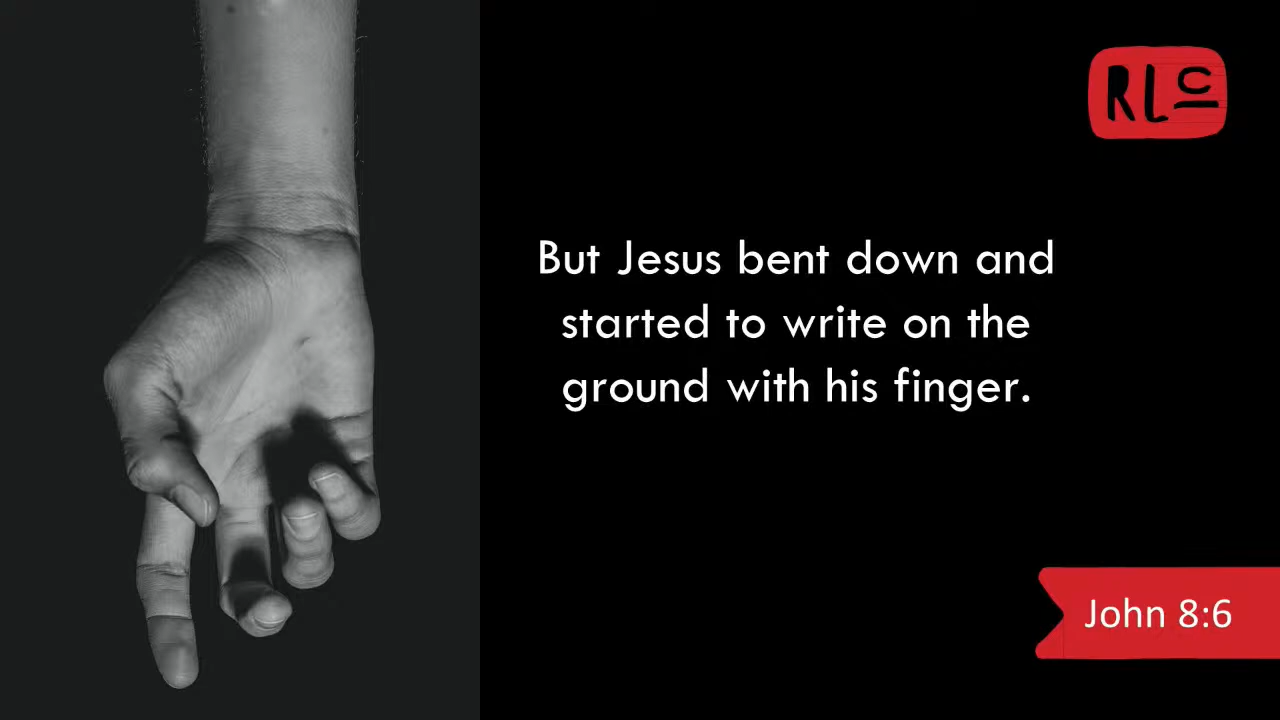 RLC
But Jesus bent down and
started to write on the
ground with his finger.
John 8:6